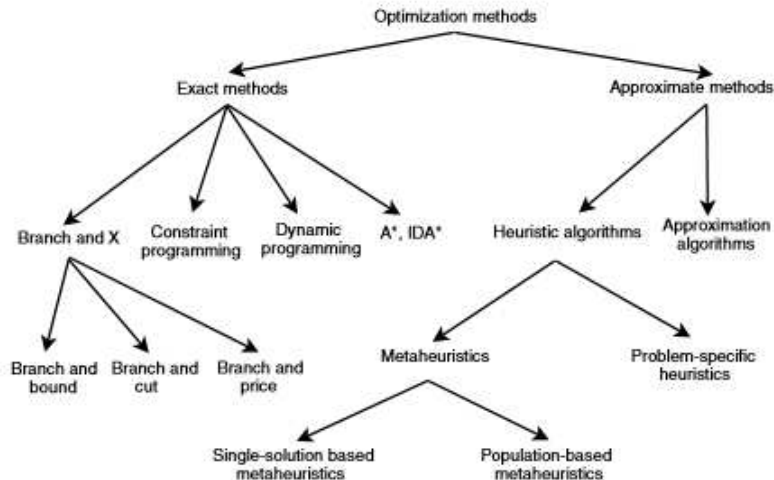 Optimization methods
Exact methods
Approximate methods
Branch and X
Constraint
programming
Dynamic
programming
A*, IDA*
Heuristic algorithms
Approximation
algorithms
Branch and
bound
Branch and
cut
Branch and
price
Metaheuristics
Problem-specific
heuristics
Single-solution based
metaheuristics
Population-based
metaheuristics